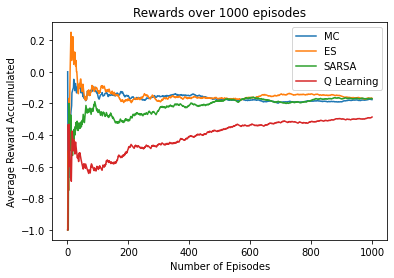 Rewards over 1000 episodes
Average Reward Accumulated
0.2
0.0
−0.2
−0.4
−0.6
−0.8
−1.0
MC
ES
SARSA
Q Learning
0
200
400
600
800
1000
Number of Episodes